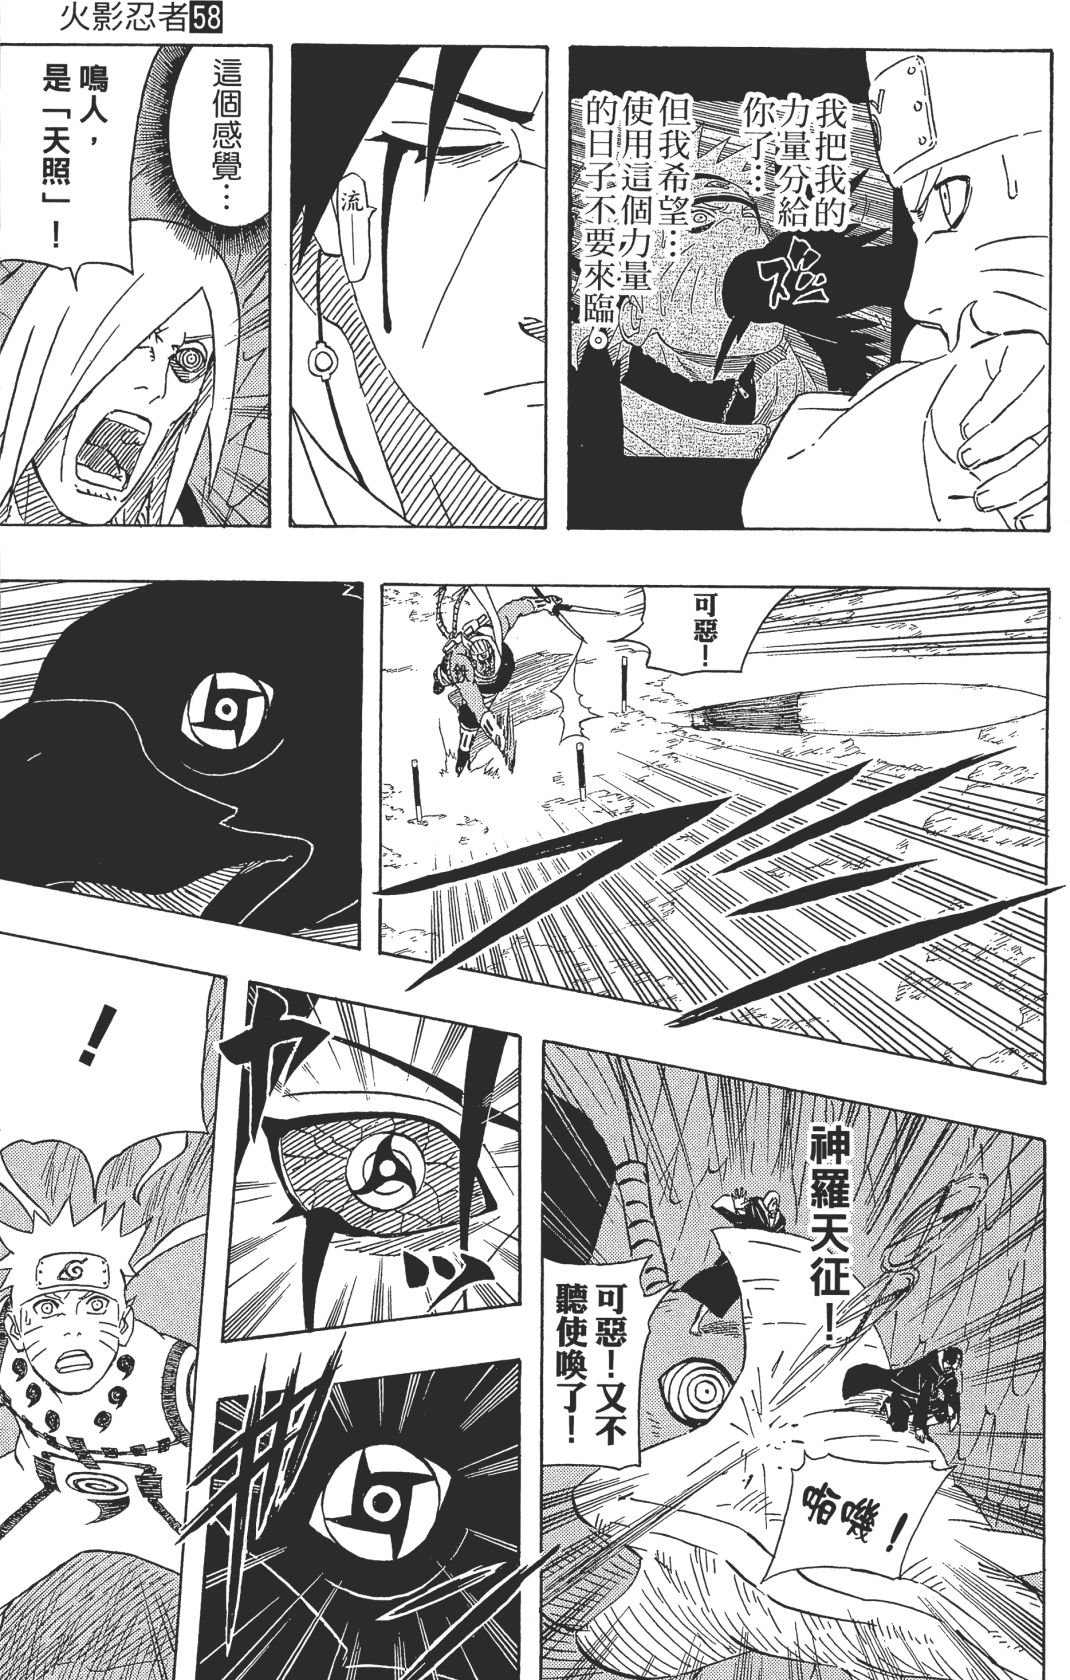 火影忍者58
我把我的
力量分給
你了…
但我希望…
使用這個力量
的日子不要來臨。
流
這個感覺…
鳴人，
是「天照」！
可惡！
神羅天征！
可惡！又不
聽使喚了！
嘰！
！